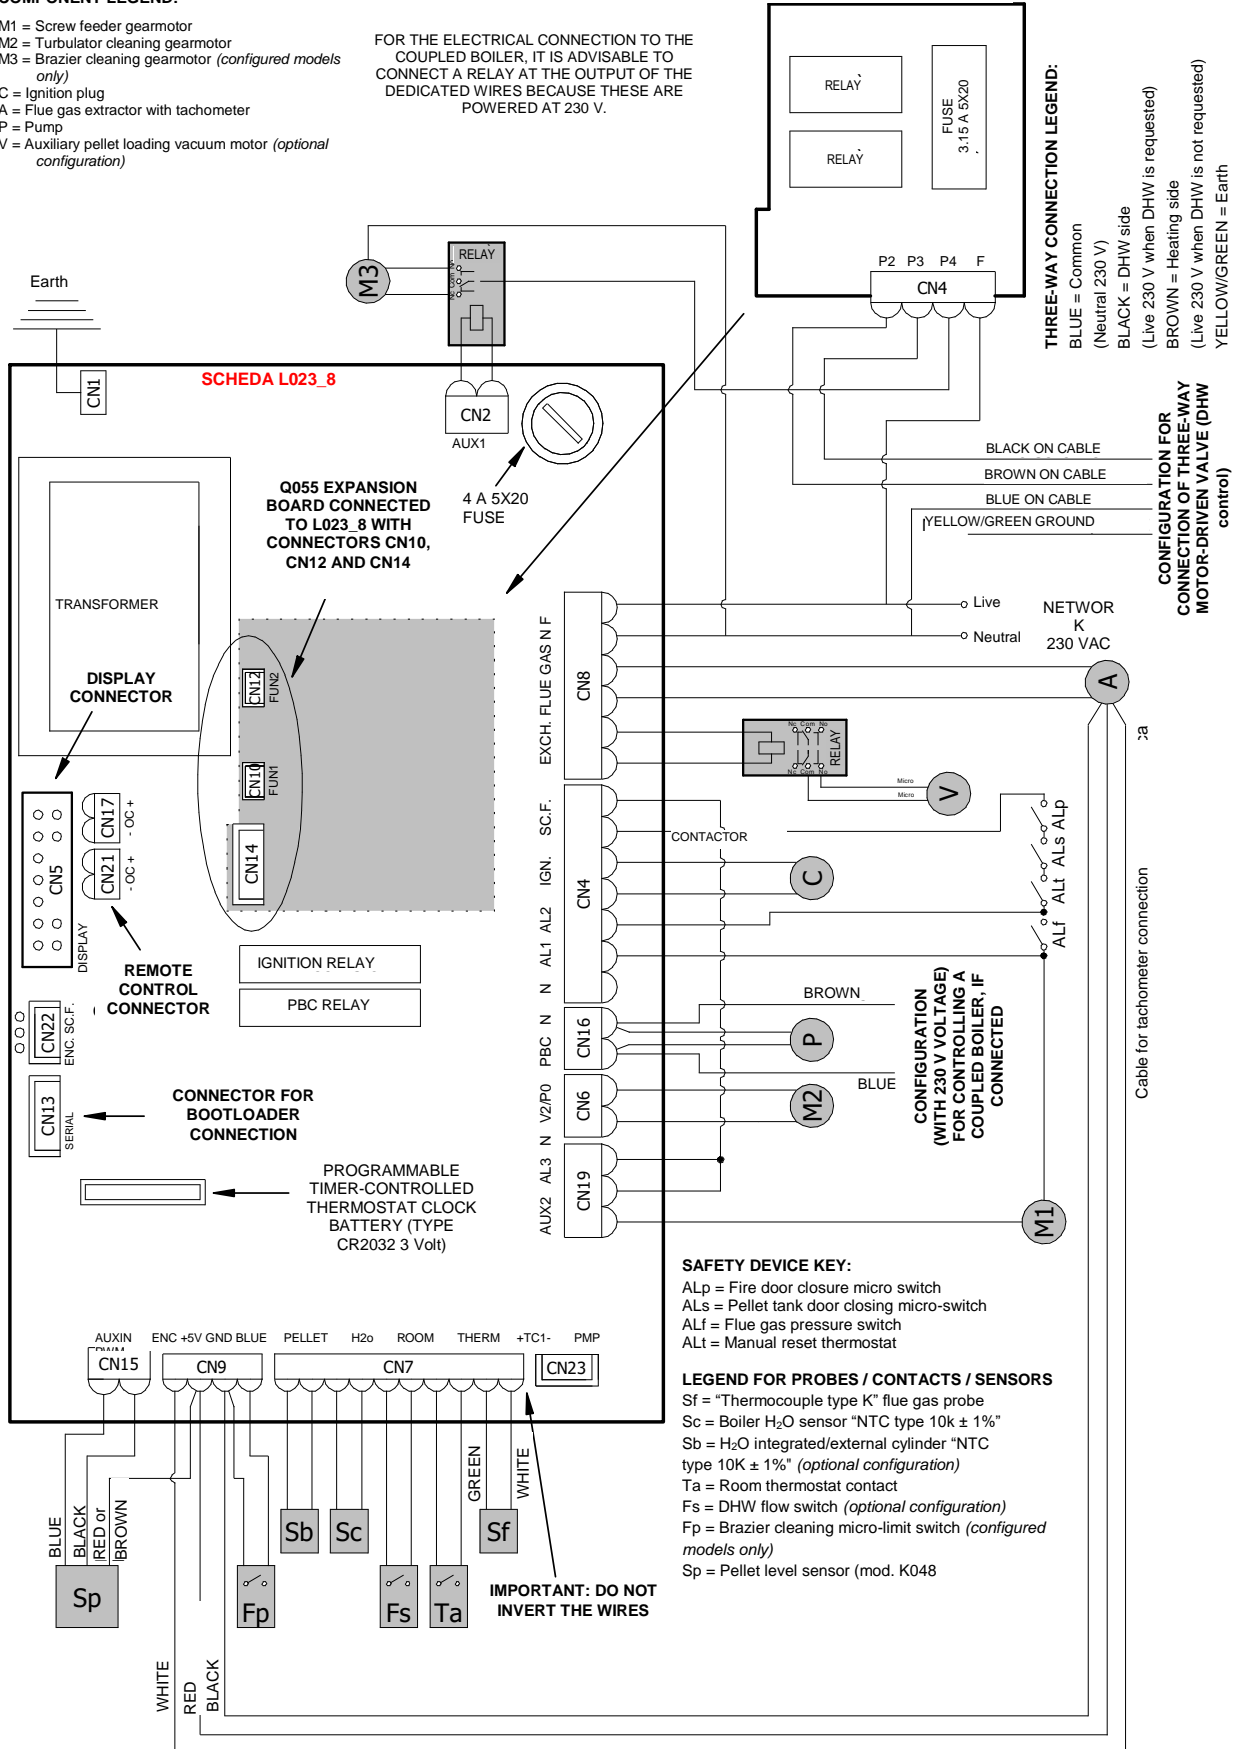 COMPONENT LEGEND:
M1 = Screw feeder gearmotor
M2 = Turbulator cleaning gearmotor
M3 = Brazier cleaning gearmotor (configured models
only)
C = Ignition plug
A = Flue gas extractor with tachometer
P = Pump
V = Auxiliary pellet loading vacuum motor (optional
configuration)
FOR THE ELECTRICAL CONNECTION TO THE
COUPLED BOILER, IT IS ADVISABLE TO
CONNECT A RELAY AT THE OUTPUT OF THE
DEDICATED WIRES BECAUSE THESE ARE
POWERED AT 230 V.
RELAY
RELAY
FUSE
3.15 A 5X20
P2 P3 P4 F
CN4
THREE-WAY CONNECTION LEGEND:
BLUE = Common
(Neutral 230 V)
BLACK = DHW side
(Live 230 V when DHW is requested)
BROWN = Heating side
(Live 230 V when DHW is not requested)
YELLOW/GREEN = Earth
Earth
M3
RELAY
Nc Com N°
CN1
SCHEDA L023_8
CN2
AUX1
4 A 5X20
FUSE
BLACK ON CABLE
BROWN ON CABLE
BLUE ON CABLE
YELLOW/GREEN GROUND
CONFIGURATION FOR
CONNECTION OF THREE-WAY
MOTOR-DRIVEN VALVE (DHW
control)
Q055 EXPANSION
BOARD CONNECTED
TO L023_8 WITH
CONNECTORS CN10,
CN12 AND CN14
TRANSFORMER
DISPLAY
CONNECTOR
CN12
FUN2
CN10
FUN1
CN14
CN5
DISPLAY
CN17
- OC +
CN21
- OC +
REMOTE
CONTROL
CONNECTOR
IGNITION RELAY
PBC RELAY
CN22
ENC. SC.F.
CN13
SERIAL
CONNECTOR FOR
BOOTLOADER
CONNECTION
PROGRAMMABLE
TIMER-CONTROLLED
THERMOSTAT CLOCK
BATTERY (TYPE
CR2032 3 Volt)
EXCH. FLUE GAS N F
CN8
Live
Neutral
NETWOR
K
230 VAC
A
Nc Com No
RELAY
Nc Com No
Micro
Micro
V
N AL1 AL2 IGN. SC.F.
CN4
CONTACTOR
C
ALf ALt ALs ALp
ca
Cable for tachometer connection
PBC N
CN16
BROWN
P
BLUE
V2/P0
CN6
M2
AUX2 AL3 N
CN19
M1
CONFIGURATION
(WITH 230 V VOLTAGE)
FOR CONTROLLING A
COUPLED BOILER, IF
CONNECTED
SAFETY DEVICE KEY:
ALp = Fire door closure micro switch
ALs = Pellet tank door closing micro-switch
ALf = Flue gas pressure switch
ALt = Manual reset thermostat
LEGEND FOR PROBES / CONTACTS / SENSORS
Sf = “Thermocouple type K” flue gas probe
Sc = Boiler H2O sensor “NTC type 10k ± 1%”
Sb = H2O integrated/external cylinder “NTC
type 10K ± 1%” (optional configuration)
Ta = Room thermostat contact
Fs = DHW flow switch (optional configuration)
Fp = Brazier cleaning micro-limit switch (configured
models only)
Sp = Pellet level sensor (mod. K048
AUXIN ENC +5V GND BLUE PELLET H2o ROOM THERM +TC1- PMP
PWM
CN15 CN9 CN7 CN23
BLUE
BLACK
RED or
BROWN
GREEN
WHITE
Sp
Fp
Sb
Sc
Fs
Ta
Sf
IMPORTANT: DO NOT
INVERT THE WIRES
WHITE
RED
BLACK